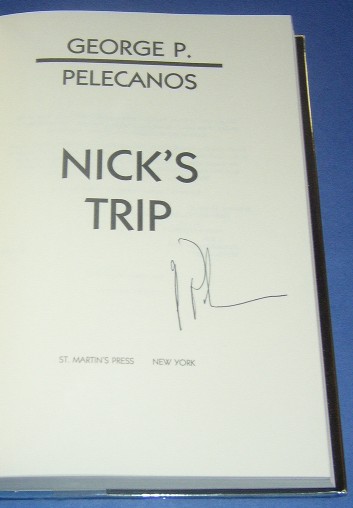 GEORGE P.
PELECANOS
NICK'S
TRIP
ST. MARTIN'S PRESS NEW YORK